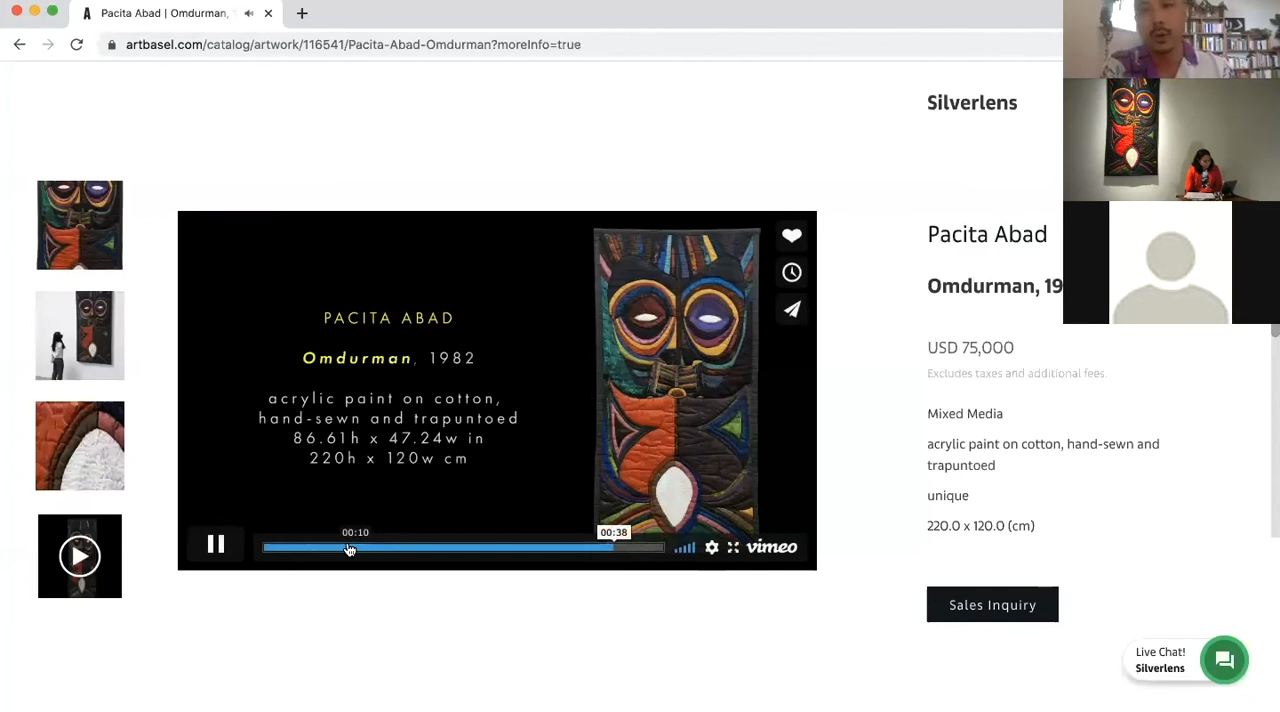 Pacita Abad | Omdurman,
artbasel.com/catalog/artwork/116541/Pacita-Abad-Omdurman?moreInfo=true
Silverlens
PACITA ABAD
Omdurman, 1982
acrylic paint on cotton,
hand-sewn and trapuntoed
86.61h x 47.24w in
220h x 120w cm
00:10
00:38
vimeo
Pacita Abad
Omdurman, 19
USD 75,000
Excludes taxes and additional fees.
Mixed Media
acrylic paint on cotton, hand-sewn and
trapuntoed
unique
220.0 x 120.0 (cm)
Sales Inquiry
Live Chat!
Silverlens